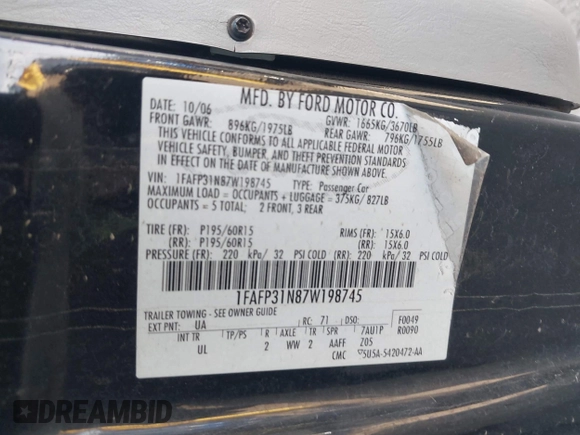 MFD. BY FORD MOTOR CO.
DATE: 10/06 GVWR: 1665KG/3670LB
FRONT GAWR: 896KG/1975LB REAR GAWR: 796KG/1755LB
THIS VEHICLE CONFORMS TO ALL APPLICABLE FEDERAL MOTOR
VEHICLE SAFETY, BUMPER, AND THEFT PREVENTION STANDARDS
IN EFFECT ON THE DATE OF MANUFACTURE SHOWN ABOVE
VIN: 1FAFP31N87W198745 TYPE: Passenger Car
MAXIMUM LOAD = OCCUPANTS + LUGGAGE = 375KG/827LB
OCCUPANTS = 5 TOTAL; 2 FRONT, 3 REAR
TIRE (FR): P195/60R15 RIMS (FR): 15X6.0
(RR): P195/60R15 (RR): 15X6.0
PRESSURE (FR): 220 kPa/ 32 PSI COLD (RR): 220 kPa/ 32 PSI COLD
1FAFP31N87W198745
TRAILER TOWING - SEE OWNER GUIDE
EXT PNT: UA RC: 71 DSO: F0049
INT TR TP/PS R AXLE TR SPR 7AU1P R0090
UL 2 WW 2 AAFF Z05
CMC 5U5A-5420472-AA
DREAMBID